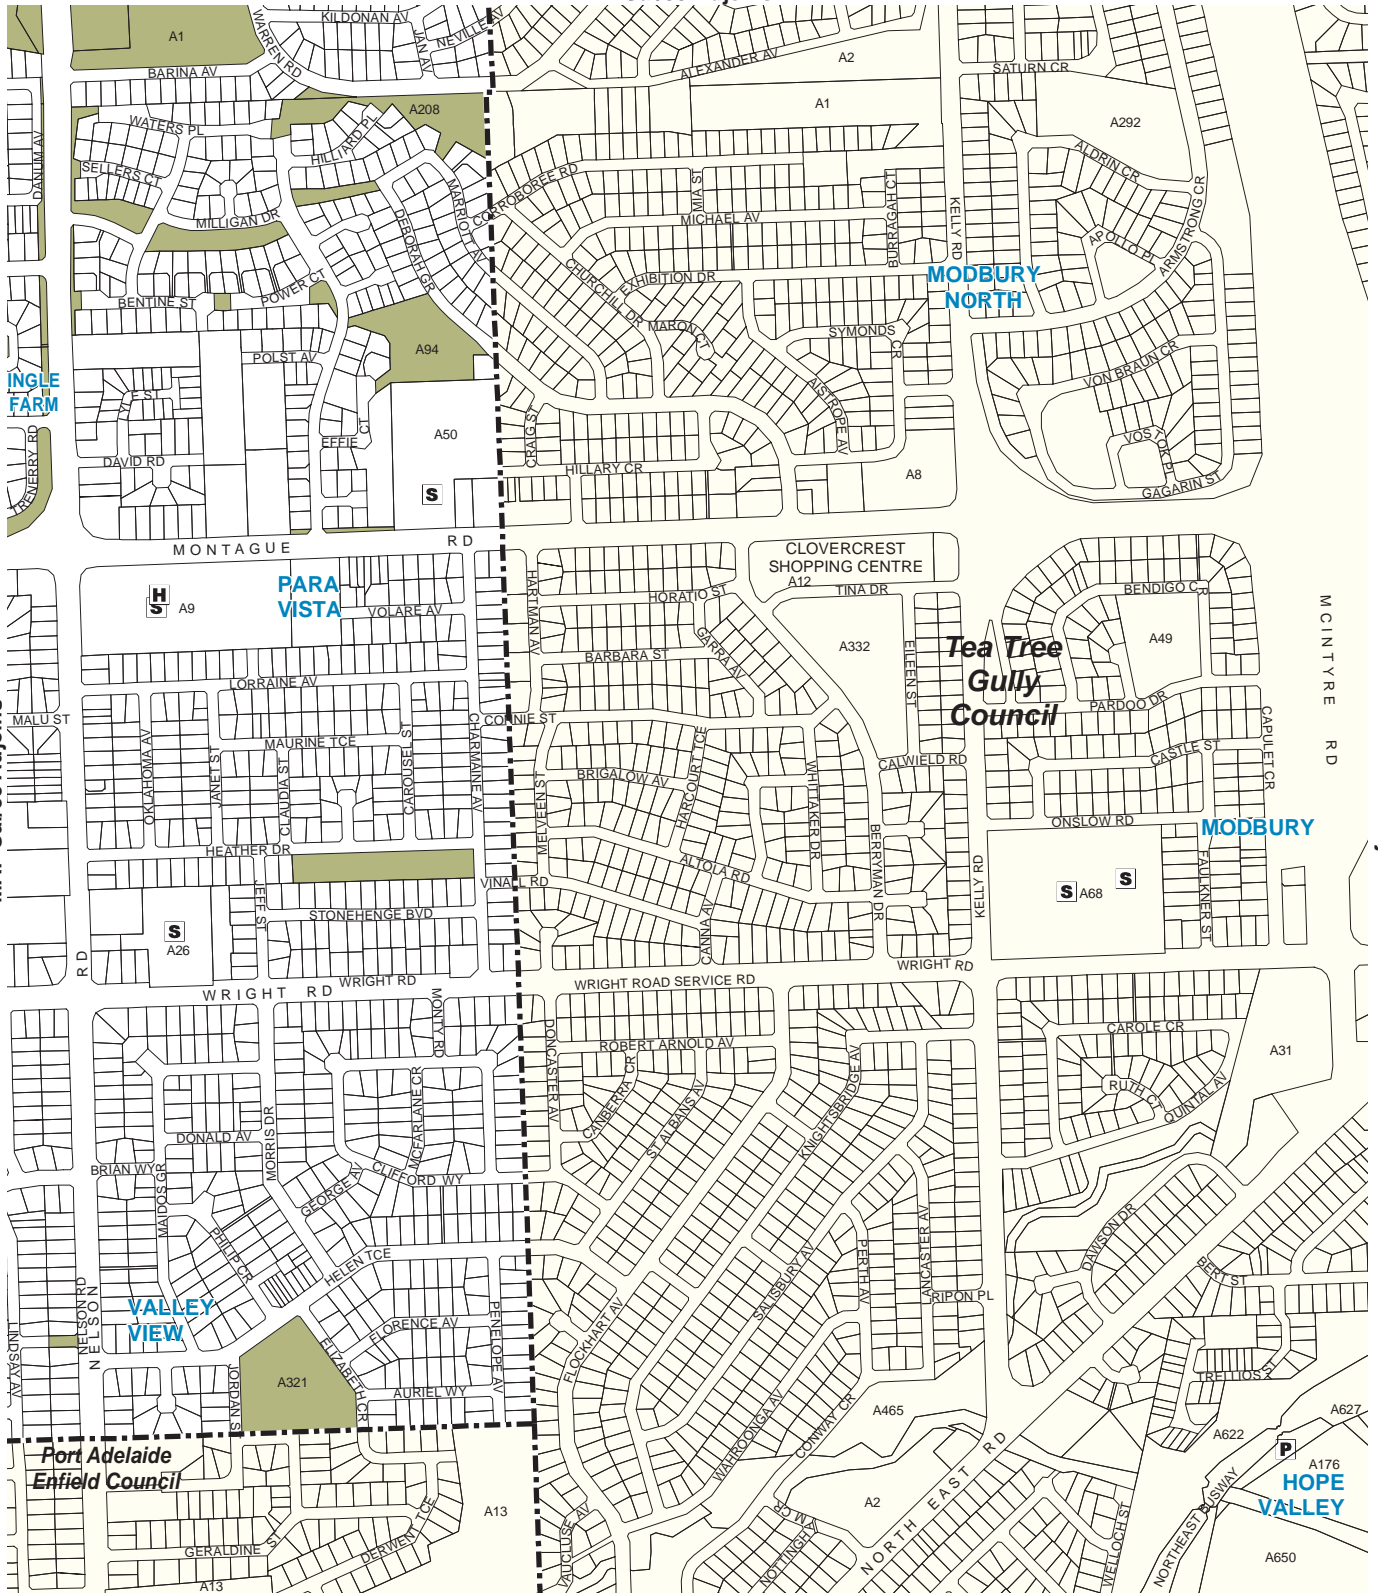 KILDONAN AV
WARREN RD
JAN AV
NEVILLE AV
A1
BARINA AV
ALEXANDER AV
A2
SATURN CR
A208
A1
A292
WATERS PL
HILLIARD PL
DANUM AV
SELLERS CT
ALDRIN CR
MARRIOTT AV
CORROBOREE RD
MIA ST
MICHAEL AV
BURRAGAH CT
KELLY RD
ARMSTRONG CR
APOLLO PL
MILLIGAN DR
DEBORAH GR
BENTINE ST
POWER CT
CHURCHILL DR
EXHIBITION DR
MODBURY
NORTH
MARON CT
SYMONDS
CR
POLST AV
A94
VON BRAUN CR
INGLE
FARM
LYLE ST
AISTROPE AV
EFFIE
CT
A50
CRAIG ST
VOSTOK PL
TRENERRY RD
DAVID RD
HILLARY CR
A8
GAGARIN ST
S
MONTAGUE
RD
CLOVERCREST
SHOPPING CENTRE
A12
TINA DR
H
S
A9
PARA
VISTA
VOLARE AV
HARTMAN AV
HORATIO ST
GARRA AV
BENDIGO C
R
MCINTYRE
RD
A332
EILEEN ST
Tea Tree
Gully
Council
A49
BARBARA ST
LORRAINE AV
PARDOO DR
MALU ST
CONNIE ST
OKLAHOMA AV
JANET ST
MAURINE TCE
CLAUDIA ST
CAROUSEL ST
CHARMAINE AV
HARCOURT TCE
WHITTAKER DR
CALWIELD RD
CASTLE ST
CAPULET CR
BRIGALOW AV
MELVEEN ST
ONSLOW RD
MODBURY
HEATHER DR
ALTOLA RD
BERRYMAN DR
KELLY RD
FAULKNER ST
VINALL RD
JEFF ST
STONEHENGE BVD
CANNA AV
S
S
A68
S
A26
RD
WRIGHT RD
WRIGHT RD
WRIGHT ROAD SERVICE RD
WRIGHT RD
MONTY RD
DONCASTER AV
ROBERT ARNOLD AV
CAROLE CR
A31
CANBERRA CR
ST ALBANS AV
KNIGHTSBRIDGE AV
RUTH CT
QUINTAL AV
MCFARLANE CR
MORRIS DR
DONALD AV
BRIAN WY
MAIDOS GR
GEORGE AV
CLIFFORD WY
PHILIP CR
HELEN TCE
SALISBURY AV
PERTH AV
LANCASTER AV
DAWSON DR
BERT ST
RIPON PL
NELSON RD
NELSON
VALLEY
VIEW
LINDSAY AV
FLORENCE AV
PENELOPE AV
FLOCKHART AV
ELIZABETH CR
AURIEL WY
A321
JORDAN S
TRELLIOS
ST
WAHROONGA AV
CONWAY CR
A465
A627
A622
Port Adelaide
Enfield Council
P
A176
HOPE
VALLEY
A13
A2
NORTH EAST RD
NORTHEAST BUSWAY
WELLOCH ST
VAUCLUSE AV
NOTTINGHAM CR
GERALDINE
ST
DERWENT TCE
A13
A650